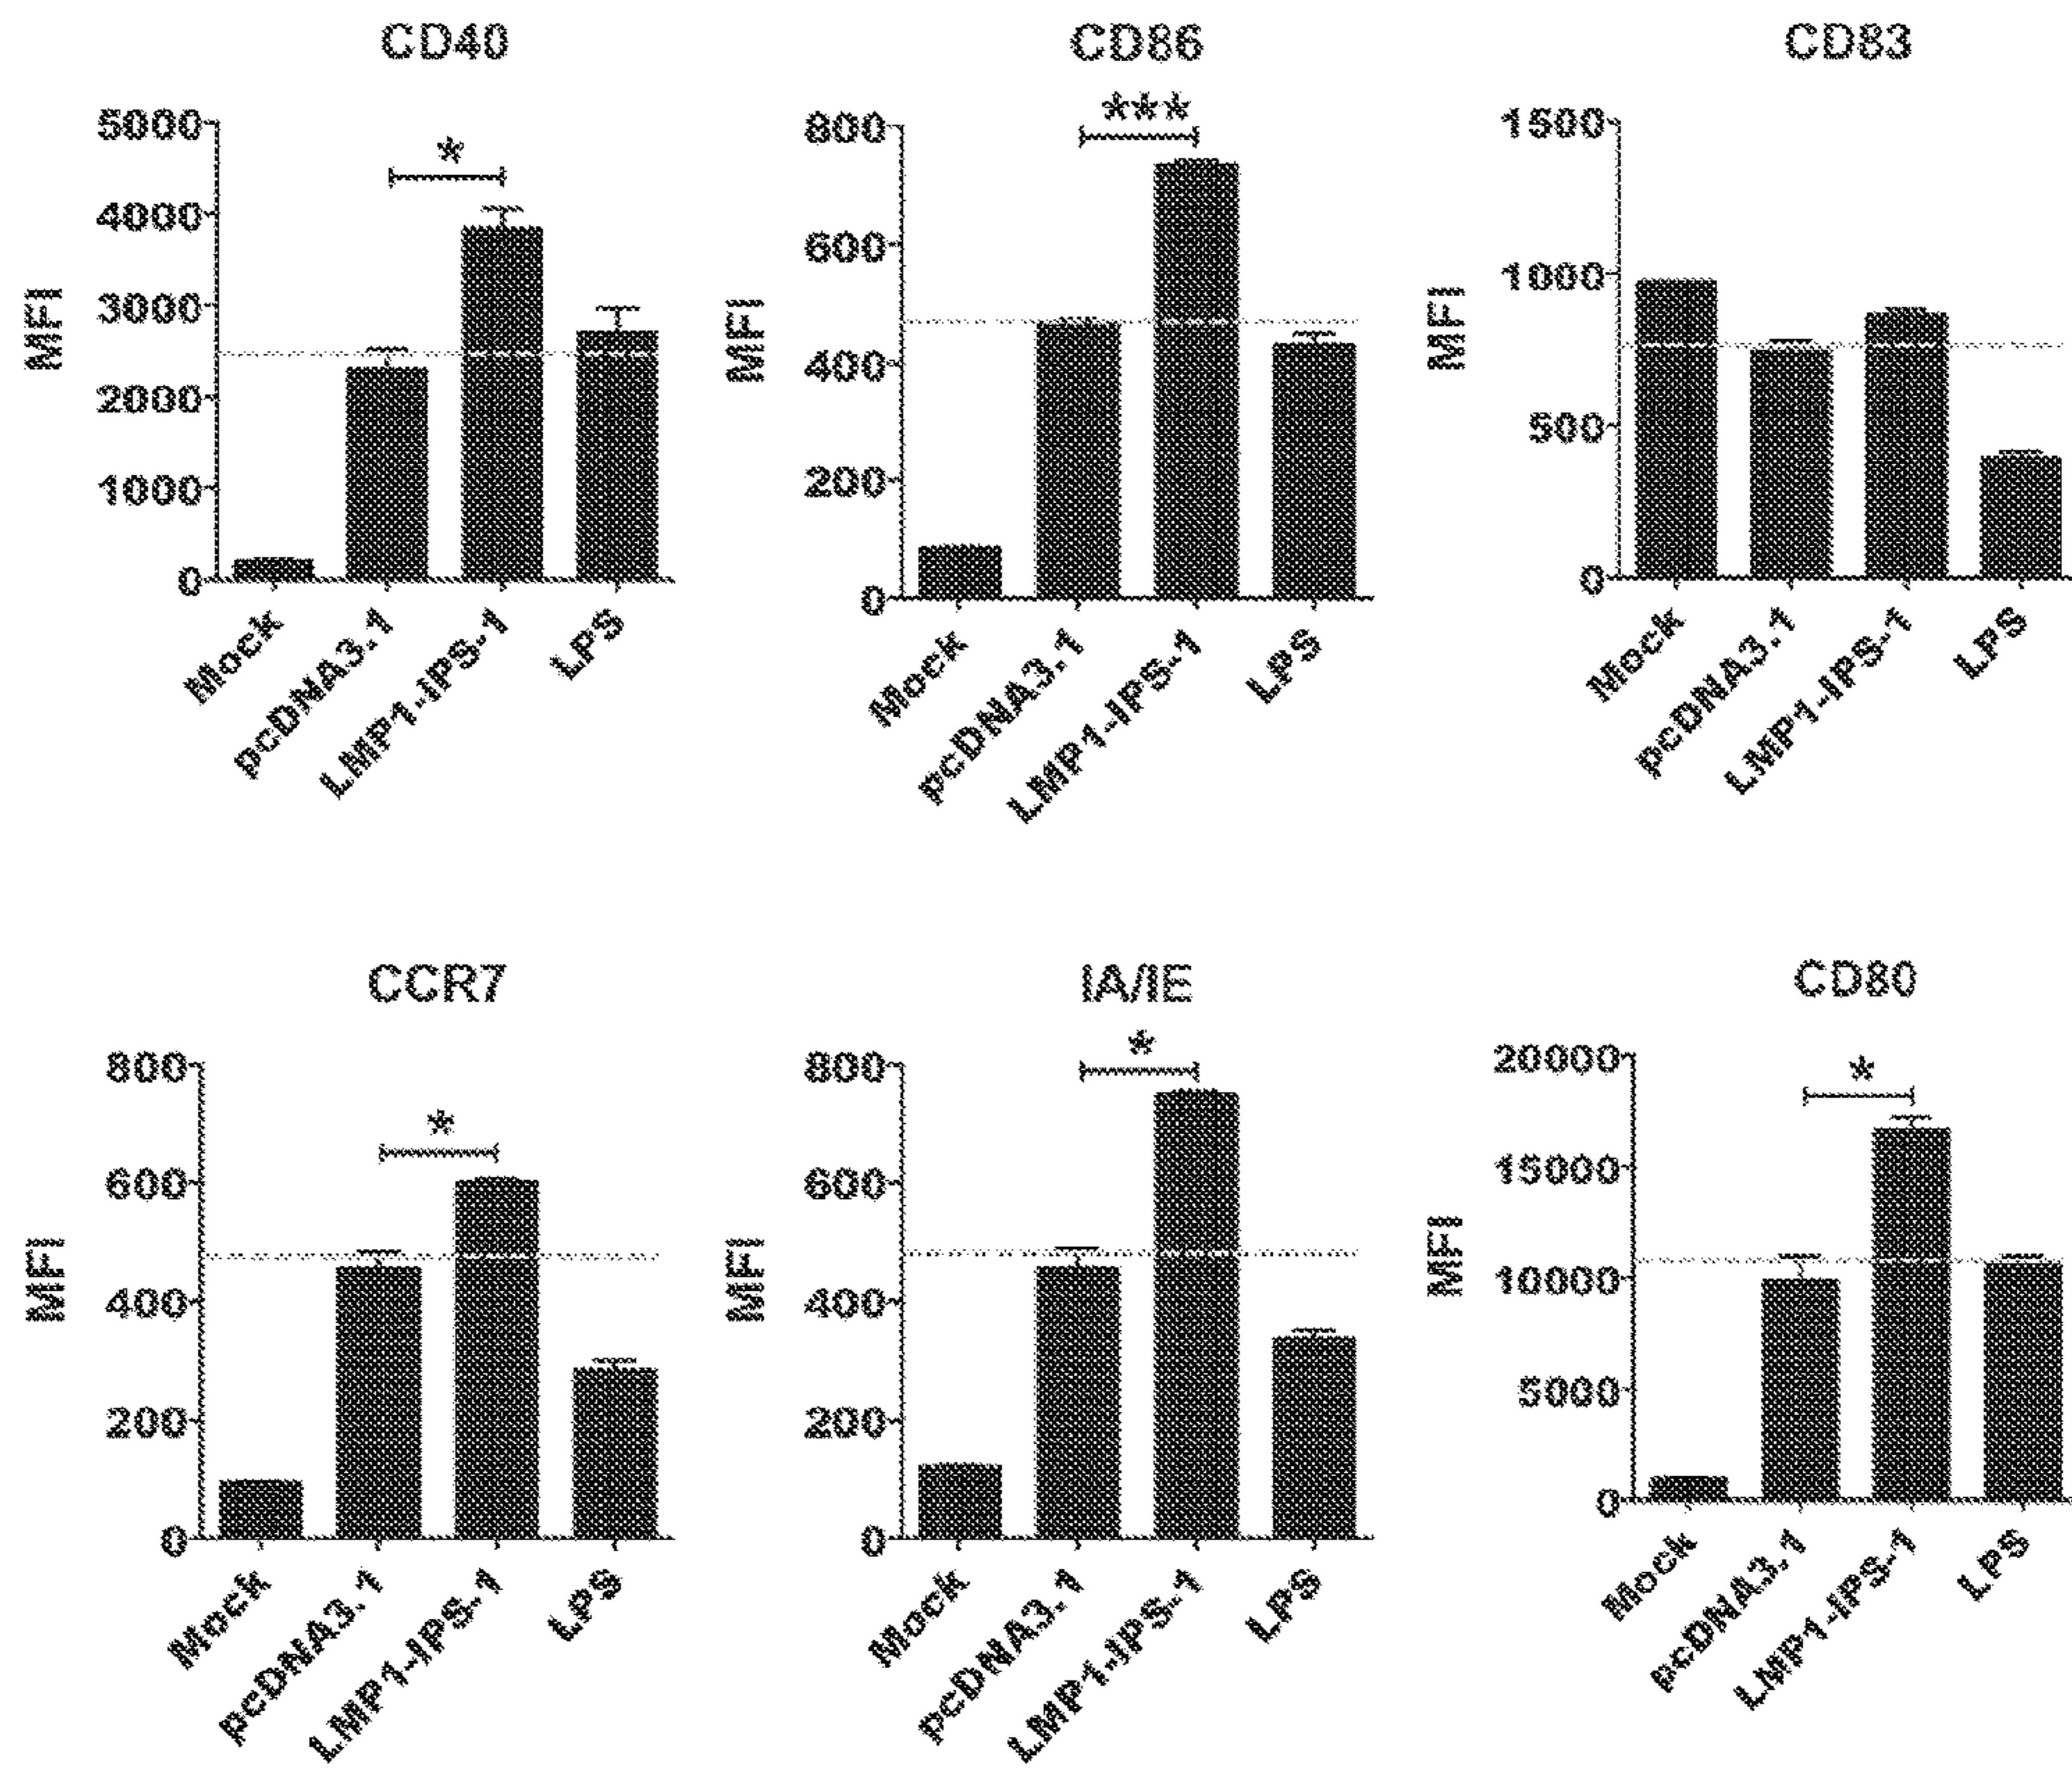 CD40
*
5000
4000
3000
2000
1000
0
MFI
Mock
pcDNA3.1
LMP1-IPS-1
LPS
CD86
***
800
600
400
200
0
MFI
Mock
pcDNA3.1
LMP1-IPS-1
LPS
CD83
1500
1000
500
0
MFI
Mock
pcDNA3.1
LMP1-IPS-1
LPS
CCR7
*
800
600
400
200
0
MFI
Mock
pcDNA3.1
LMP1-IPS-1
LPS
IA/IE
*
800
600
400
200
0
MFI
Mock
pcDNA3.1
LMP1-IPS-1
LPS
CD80
*
20000
15000
10000
5000
0
MFI
Mock
pcDNA3.1
LMP1-IPS-1
LPS